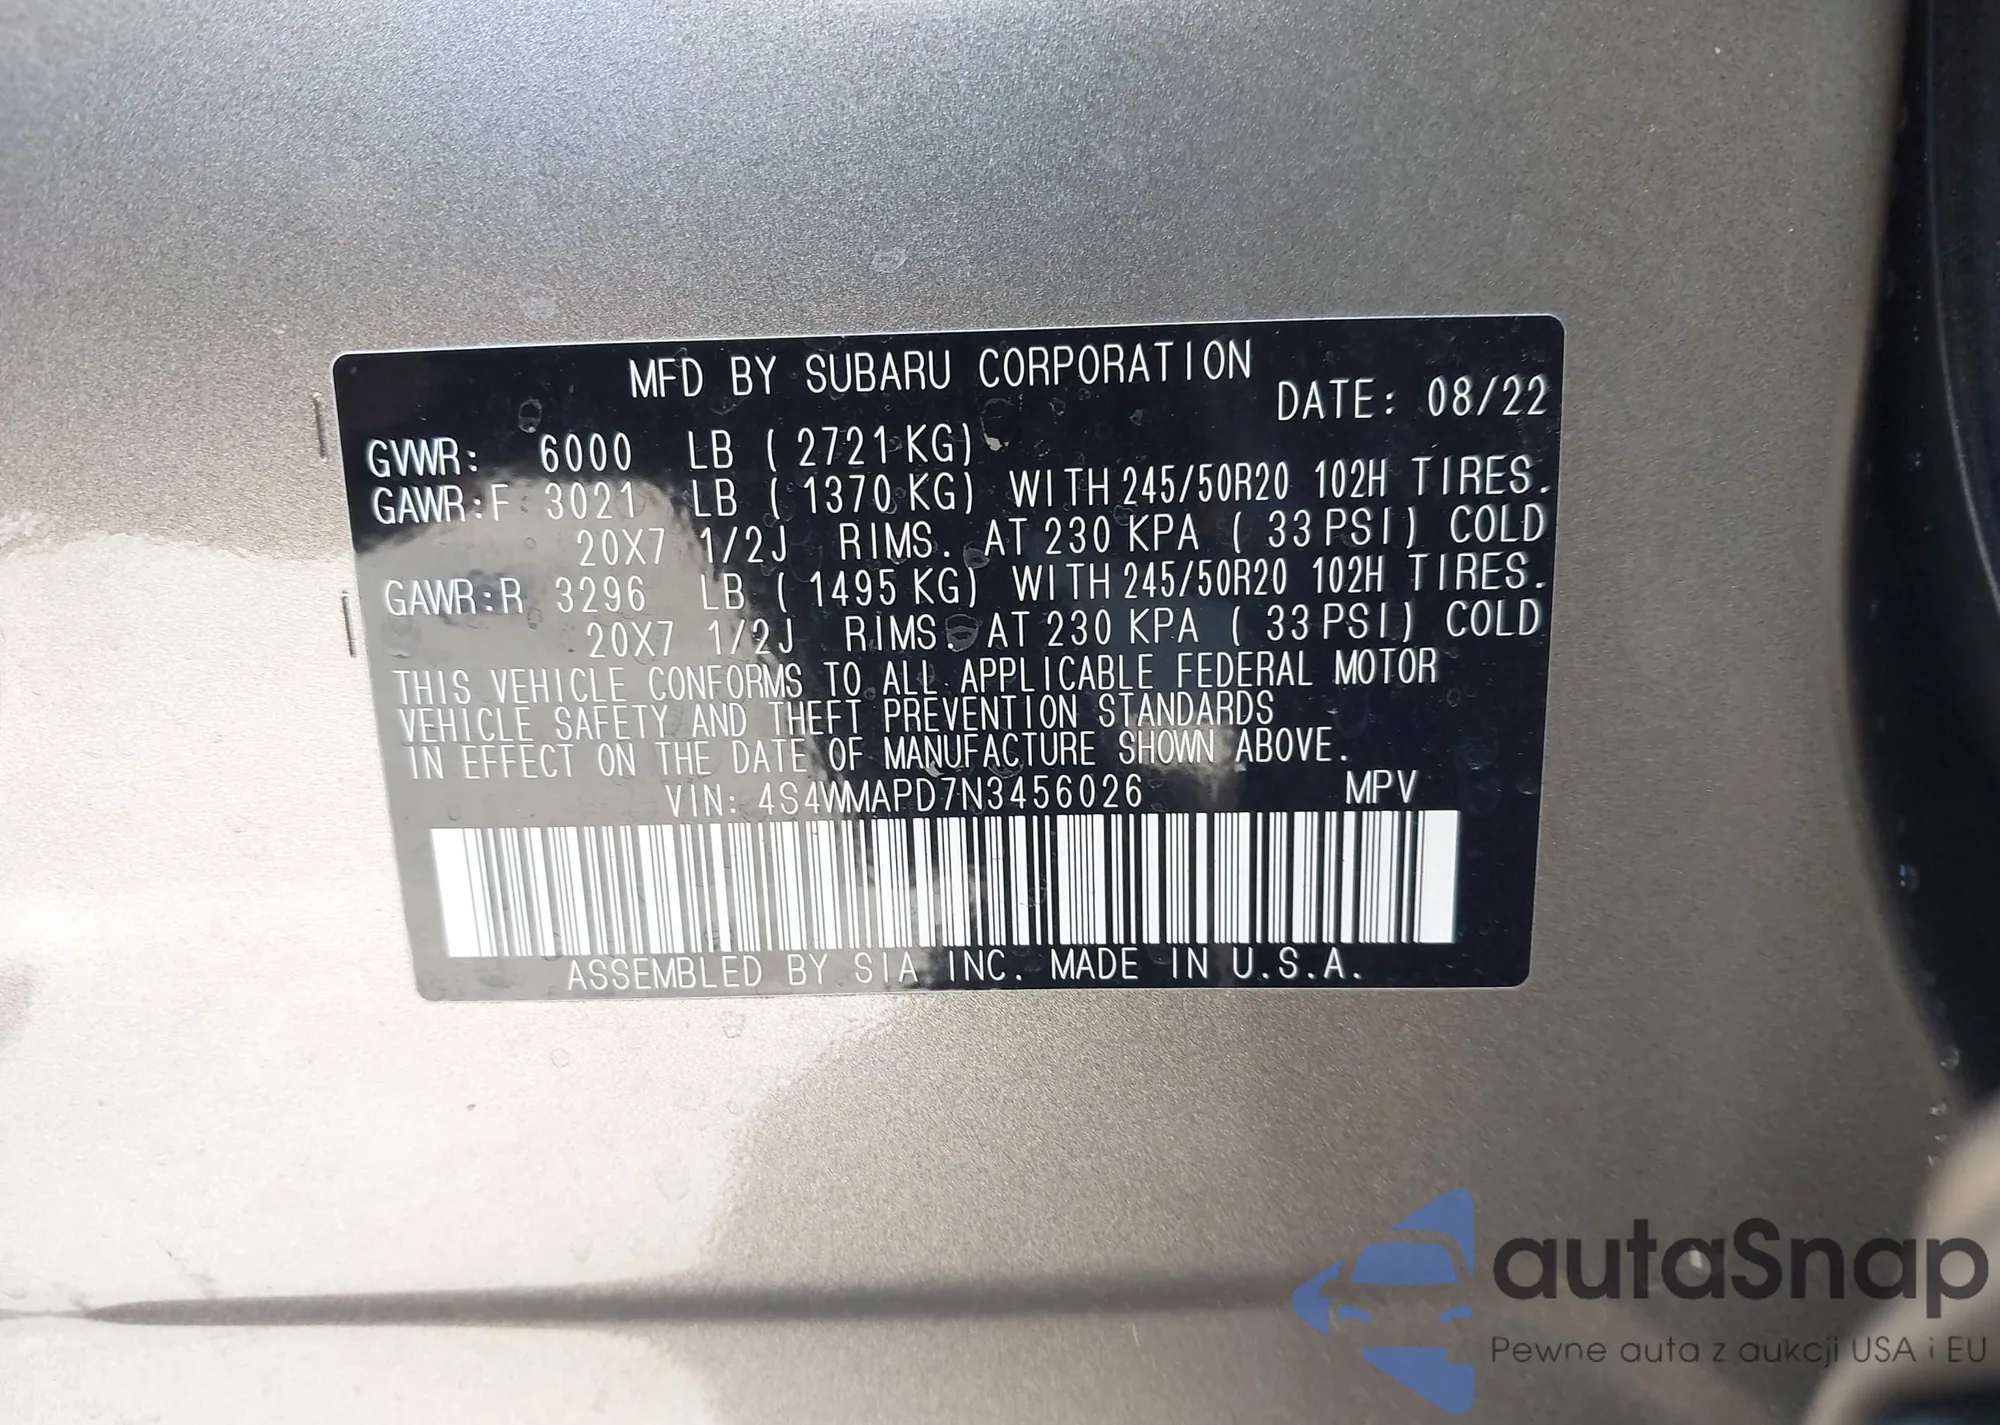 MFD BY SUBARU CORPORATION
DATE: 08/22
GVWR: 6000 LB ( 2721 KG)
GAWR:F 3021 LB ( 1370 KG) WITH 245/50R20 102H TIRES.
20X7 1/2J RIMS. AT 230 KPA ( 33 PSI) COLD
GAWR:R 3296 LB ( 1495 KG) WITH 245/50R20 102H TIRES.
20X7 1/2J RIMS. AT 230 KPA ( 33 PSI) COLD
THIS VEHICLE CONFORMS TO ALL APPLICABLE FEDERAL MOTOR
VEHICLE SAFETY AND THEFT PREVENTION STANDARDS
IN EFFECT ON THE DATE OF MANUFACTURE SHOWN ABOVE.
VIN: 4S4WMAPD7N3456026 MPV
ASSEMBLED BY SIA INC. MADE IN U.S.A.
autaSnap
Pewne auta z aukcji USA i EU